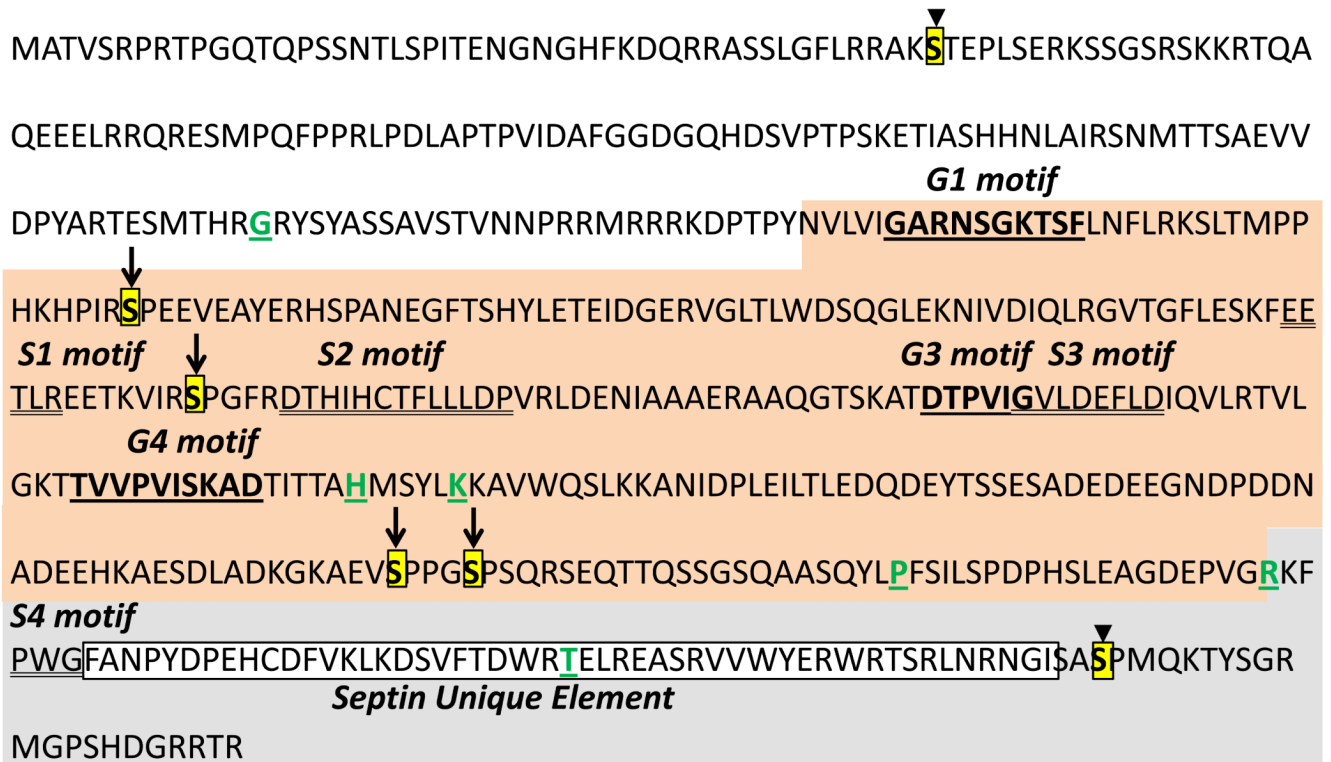 MATVSRPRTPGQTQPSSNTLSPITENGNGHFKDQRRASSLGFLRRAKSTEPLSERKSSGSRSKKRTQA
QEEELRRQRESMPQFPPRLPDLAPTPVIDAFGGDGQHDSVPTPSKETIASHHNLAIRSNMTTSAEVV
G1 motif
DPYARTESMTHRGRYSYASSAVSTVNNPRRMRRRKDPTPYNVLVIGARNSGKTSFLNFLRKSLTMPP
HKHPIRSPEEVEAYERHSPANEGFTSHYLETEIDGERVGLTLWDSQGLEKNIVDIQLRGVTGFLESKFEE
S1 motif S2 motif G3 motif S3 motif
TLREETKVIRSPGFRDTHIHCTFLLLDPVRLDENIAAAERAAQGTSKATDTPVIGVLDEFLDIQVLRTVL
G4 motif
GKTTVVPVISKADTITTAHMSYLKKAVWQSLKKANIDPLEILTLEDQDEYTSSESADEDEEGNDPDDN
ADEEHKAESDLADKGKAEVSPPGSPSQRSEQTTQSSGSQAASQYLPFSILSPDPHSLEAGDEPVGRKF
S4 motif
PWGFANPYDPEHCDFVKLKDSVFTDWRTELREASRVVWYERWRTSRLNRNGISASPMQKTYSGR
Septin Unique Element
MGPSHDGRRTR